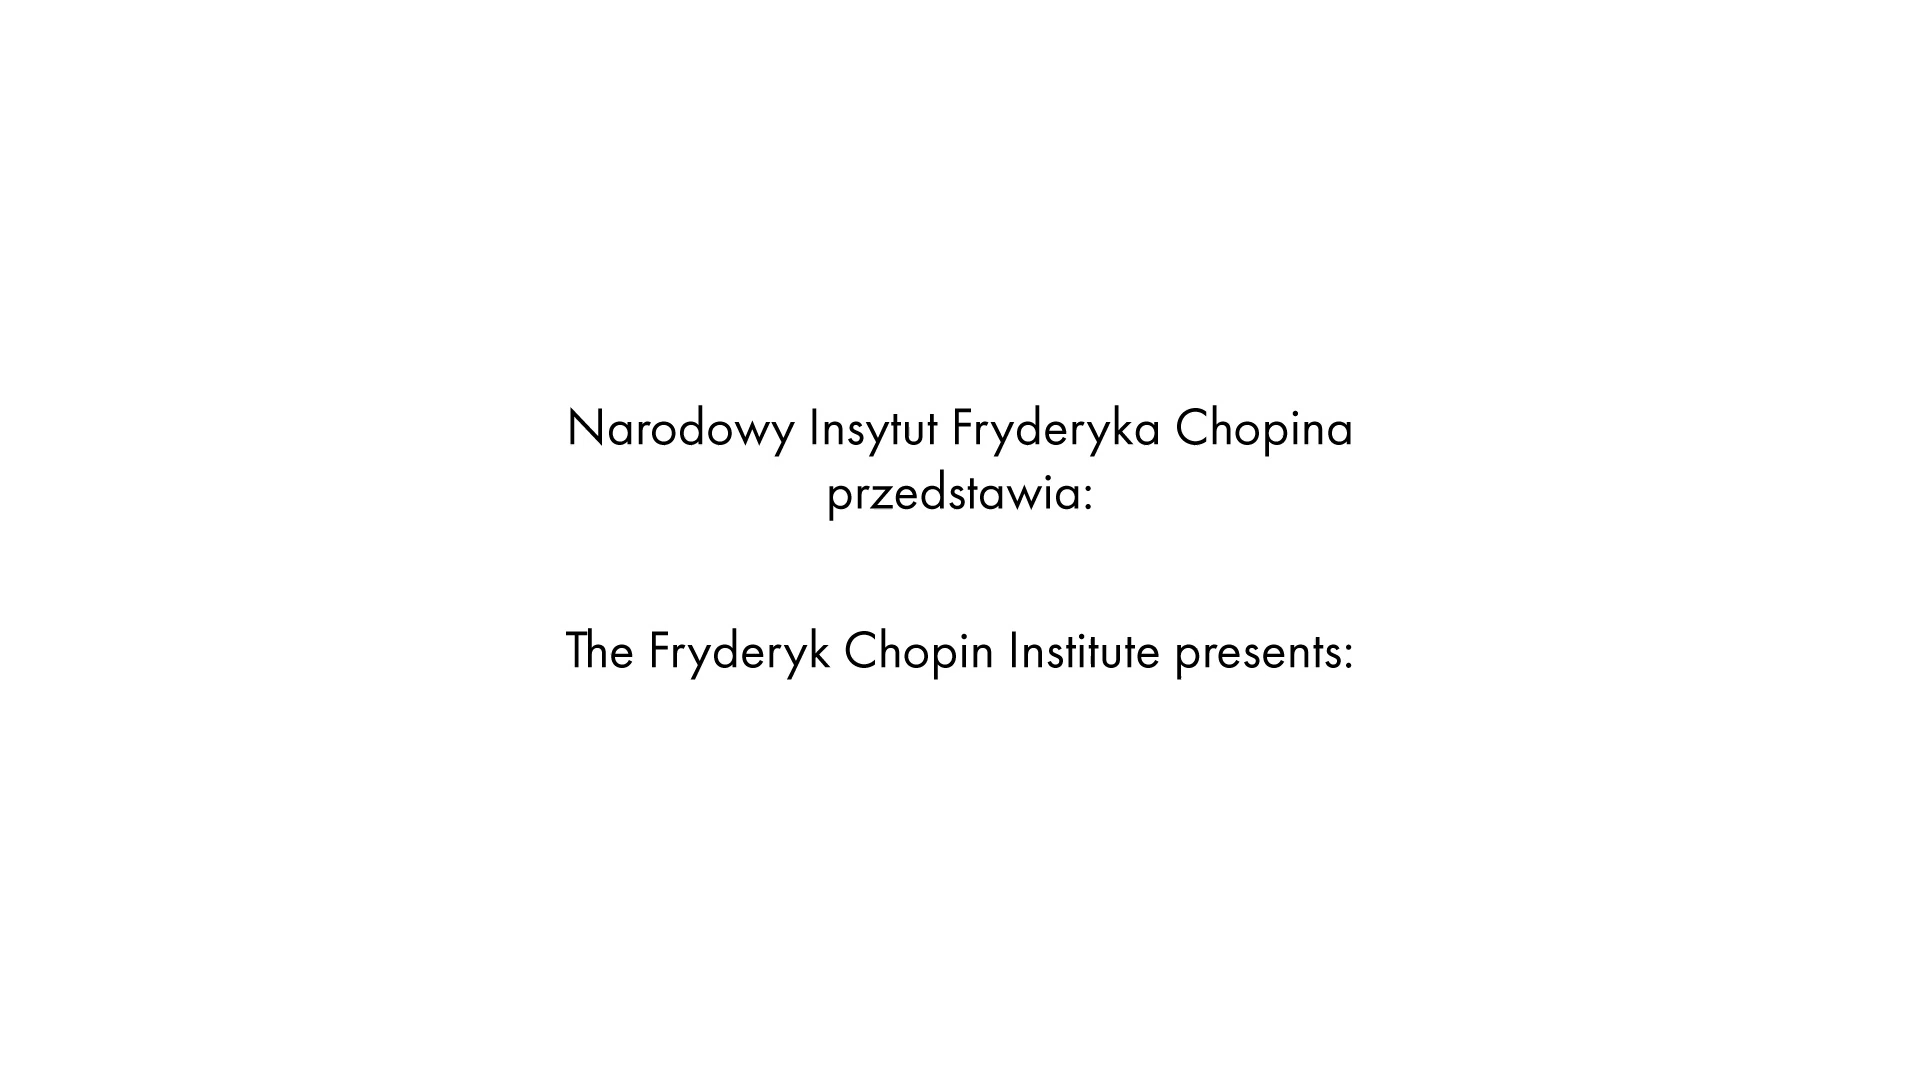 Narodowy Insytut Fryderyka Chopina
przedstawia:
The Fryderyk Chopin Institute presents: